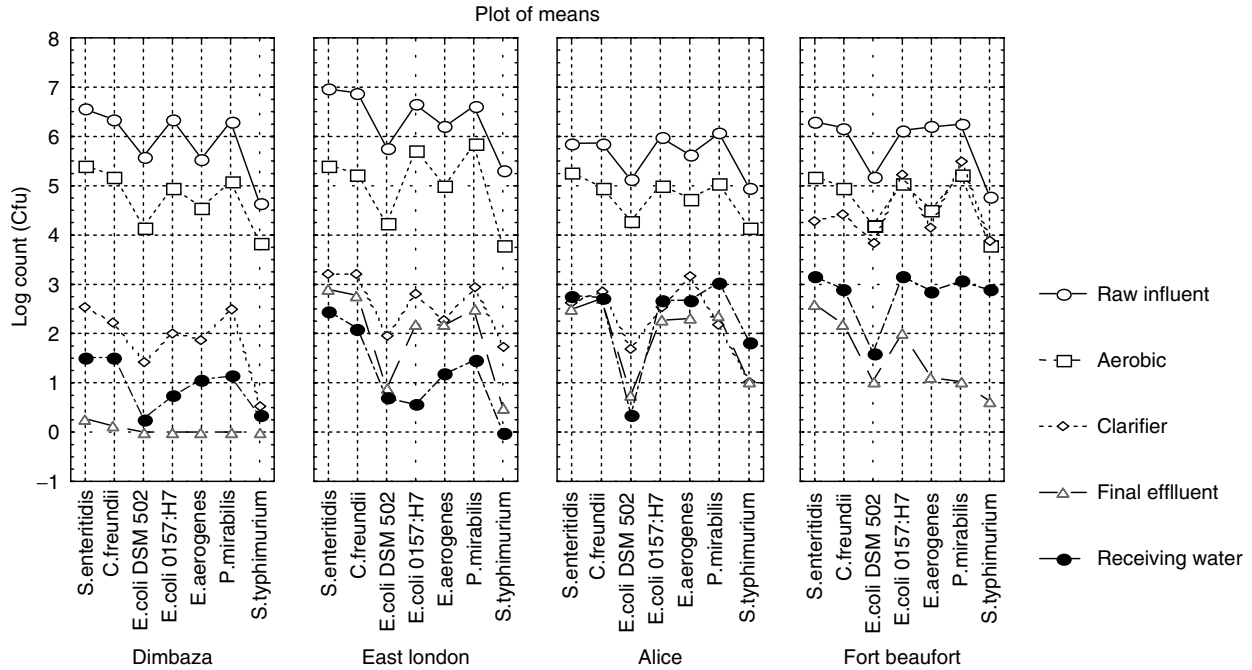 Plot of means
Log count (Cfu)
8
7
6
5
4
3
2
1
0
−1
S.enteritidis
C.freundii
E.coli DSM 502
E.coli 0157:H7
E.aerogenes
P.mirabilis
S.typhimurium
Dimbaza
S.enteritidis
C.freundii
E.coli DSM 502
E.coli 0157:H7
E.aerogenes
P.mirabilis
S.typhimurium
East london
S.enteritidis
C.freundii
E.coli DSM 502
E.coli 0157:H7
E.aerogenes
P.mirabilis
S.typhimurium
Alice
S.enteritidis
C.freundii
E.coli DSM 502
E.coli 0157:H7
E.aerogenes
P.mirabilis
S.typhimurium
Fort beaufort
Raw influent
Aerobic
Clarifier
Final efflluent
Receiving water